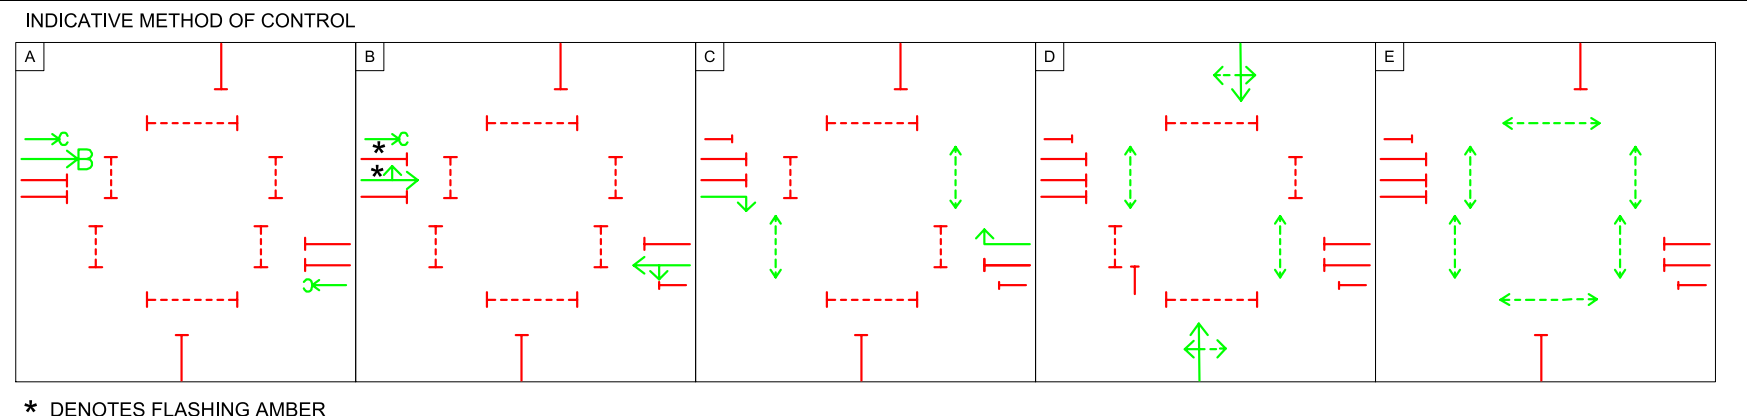 INDICATIVE METHOD OF CONTROL
A B C D E
C C
B
* *
C
* DENOTES FLASHING AMBER